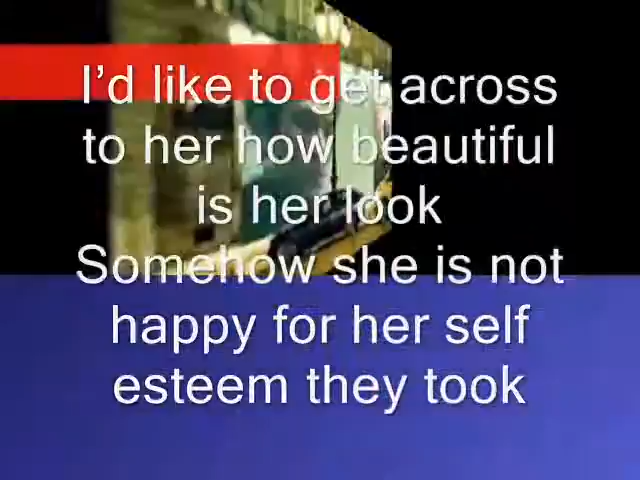 I’d like to get across
to her how beautiful
is her look
Somehow she is not
happy for her self
esteem they took